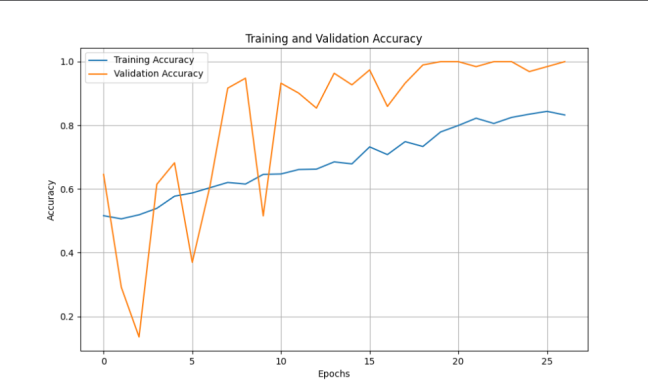 Training and Validation Accuracy
Training Accuracy
Validation Accuracy
1.0
0.8
0.6
0.4
0.2
Accuracy
0 5 10 15 20 25
Epochs